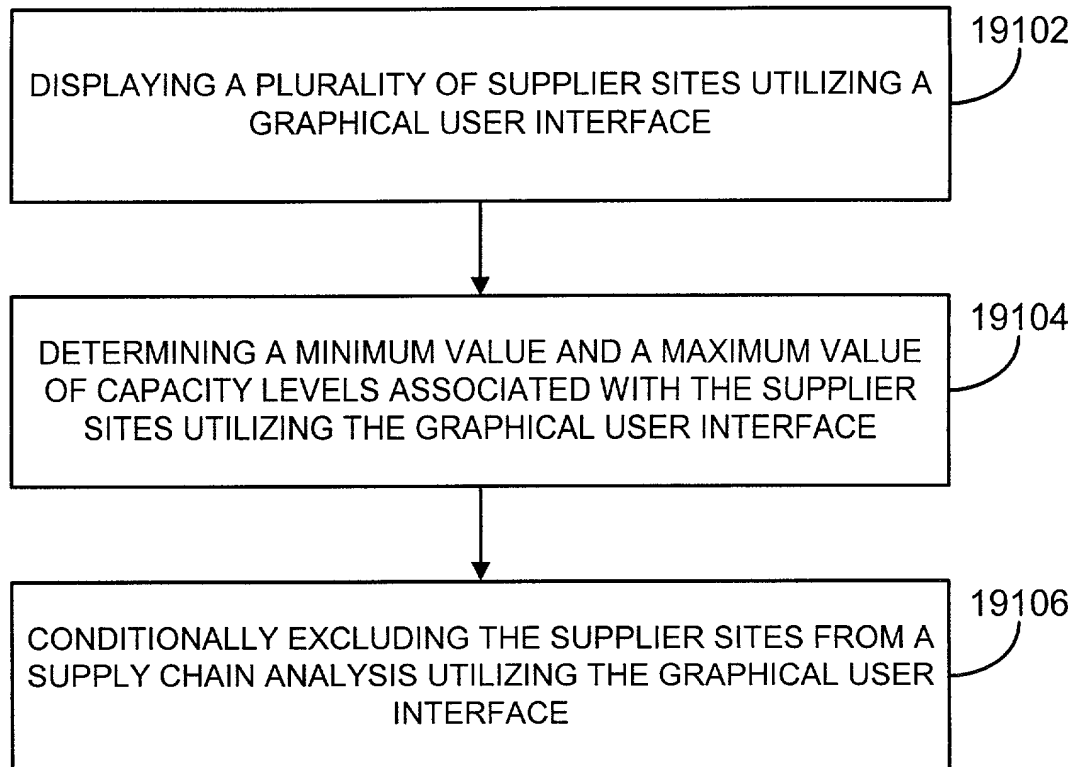 19102
DISPLAYING A PLURALITY OF SUPPLIER SITES UTILIZING A
GRAPHICAL USER INTERFACE
19104
DETERMINING A MINIMUM VALUE AND A MAXIMUM VALUE
OF CAPACITY LEVELS ASSOCIATED WITH THE SUPPLIER
SITES UTILIZING THE GRAPHICAL USER INTERFACE
19106
CONDITIONALLY EXCLUDING THE SUPPLIER SITES FROM A
SUPPLY CHAIN ANALYSIS UTILIZING THE GRAPHICAL USER
INTERFACE